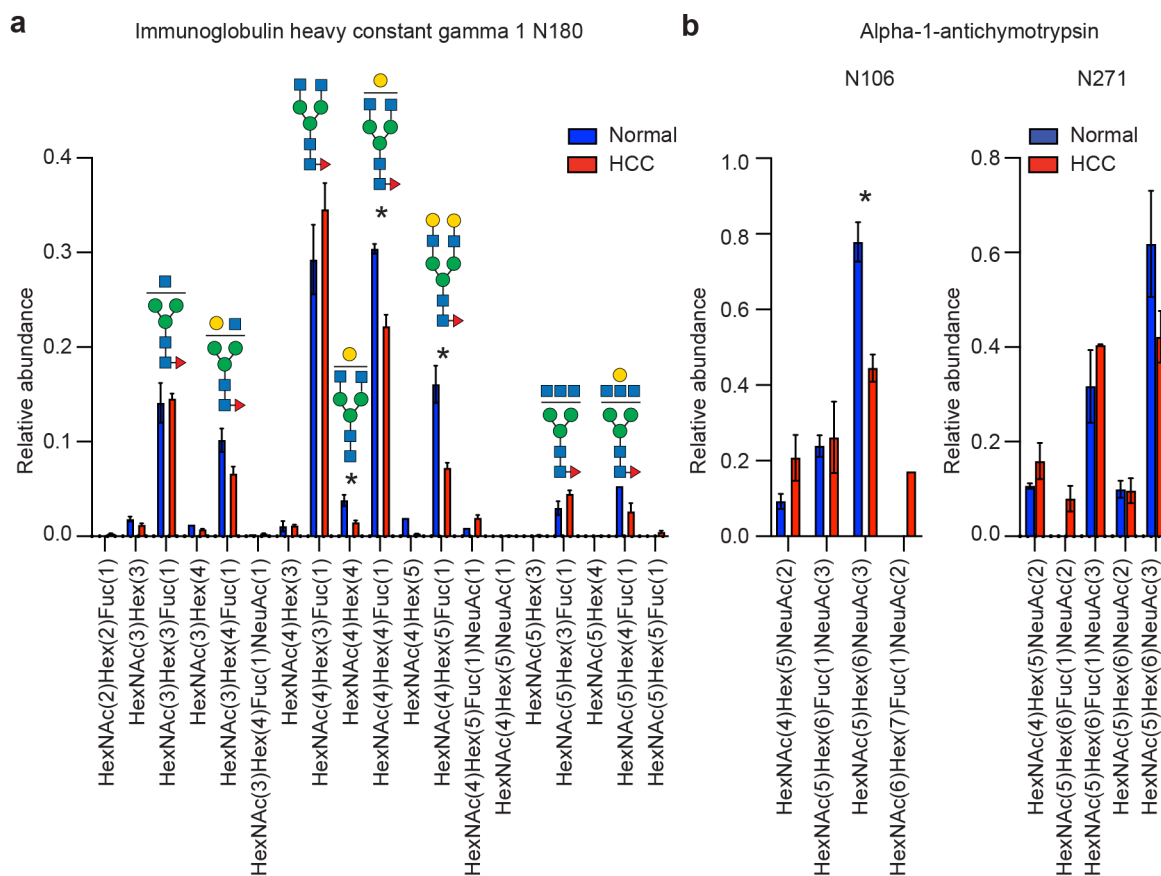 a
Immunoglobulin heavy constant gamma 1 N180
b
Alpha-1-antichymotrypsin
N106
N271
Normal
HCC
Normal
HCC
Relative abundance
0.4
0.3
0.2
0.1
0.0
*
*
*
HexNAc(2)Hex(2)Fuc(1)
HexNAc(3)Hex(3)
HexNAc(3)Hex(3)Fuc(1)
HexNAc(3)Hex(4)
HexNAc(3)Hex(4)Fuc(1)
HexNAc(3)Hex(4)Fuc(1)NeuAc(1)
HexNAc(4)Hex(3)
HexNAc(4)Hex(3)Fuc(1)
HexNAc(4)Hex(4)
HexNAc(4)Hex(4)Fuc(1)
HexNAc(4)Hex(5)
HexNAc(4)Hex(5)Fuc(1)
HexNAc(4)Hex(5)Fuc(1)NeuAc(1)
HexNAc(4)Hex(5)NeuAc(1)
HexNAc(5)Hex(3)
HexNAc(5)Hex(3)Fuc(1)
HexNAc(5)Hex(4)
HexNAc(5)Hex(4)Fuc(1)
HexNAc(5)Hex(5)Fuc(1)
Relative abundance
1.0
0.8
0.6
0.4
0.2
0.0
*
HexNAc(4)Hex(5)NeuAc(2)
HexNAc(5)Hex(6)Fuc(1)NeuAc(3)
HexNAc(5)Hex(6)NeuAc(3)
HexNAc(6)Hex(7)Fuc(1)NeuAc(2)
Relative abundance
0.8
0.6
0.4
0.2
0.0
HexNAc(4)Hex(5)NeuAc(2)
HexNAc(5)Hex(6)Fuc(1)NeuAc(2)
HexNAc(5)Hex(6)Fuc(1)NeuAc(3)
HexNAc(5)Hex(6)NeuAc(2)
HexNAc(5)Hex(6)NeuAc(3)